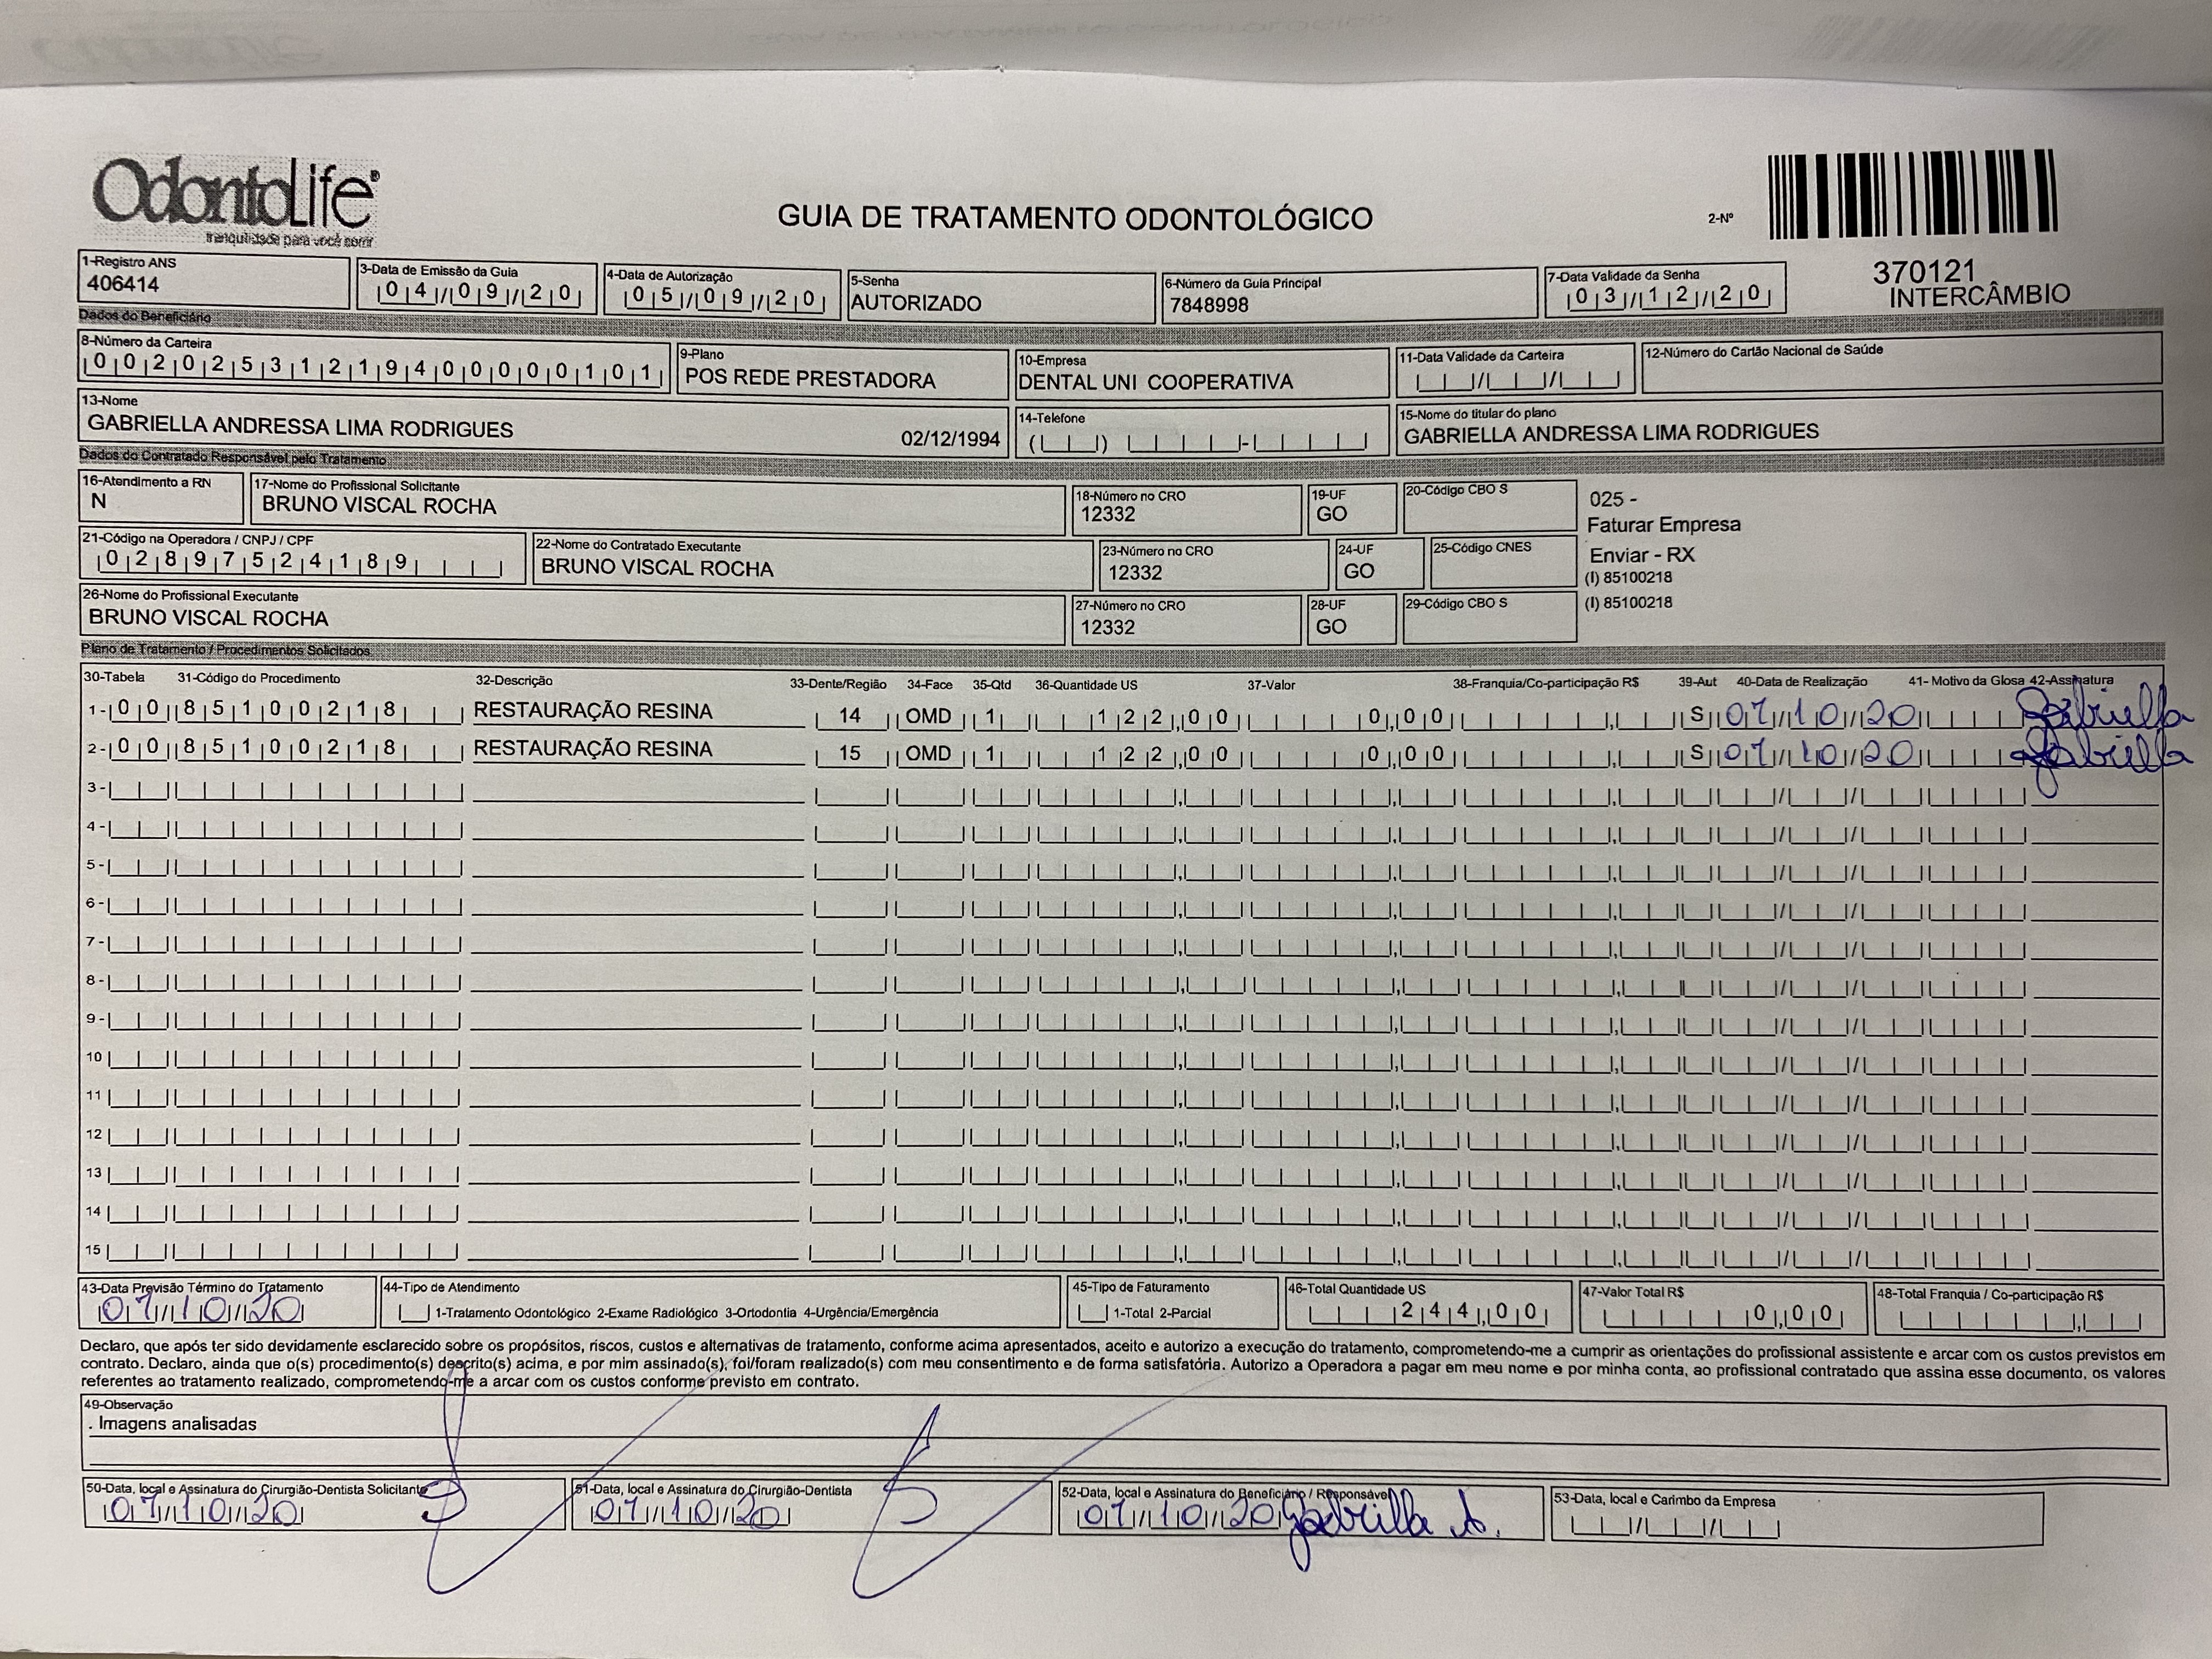 OdontoLife®
tranquilidade para você sorrir
GUIA DE TRATAMENTO ODONTOLÓGICO
2-Nº
370121
INTERCÂMBIO
1-Registro ANS
406414
3-Data de Emissão da Guia
04/09/20
4-Data de Autorização
05/09/20
5-Senha
AUTORIZADO
6-Número da Guia Principal
7848998
7-Data Validade da Senha
03/12/20
Dados do Beneficiário
8-Número da Carteira
00202531219400000101
9-Plano
POS REDE PRESTADORA
10-Empresa
DENTAL UNI COOPERATIVA
11-Data Validade da Carteira
12-Número do Cartão Nacional de Saúde
13-Nome
GABRIELLA ANDRESSA LIMA RODRIGUES 02/12/1994
14-Telefone
15-Nome do titular do plano
GABRIELLA ANDRESSA LIMA RODRIGUES
Dados do Contratado Responsável pelo Tratamento
16-Atendimento a RN
N
17-Nome do Profissional Solicitante
BRUNO VISCAL ROCHA
18-Número no CRO
12332
19-UF
GO
20-Código CBO S
025 -
Faturar Empresa
Enviar - RX
(I) 85100218
(I) 85100218
21-Código na Operadora / CNPJ / CPF
02897524189
22-Nome do Contratado Executante
BRUNO VISCAL ROCHA
23-Número no CRO
12332
24-UF
GO
25-Código CNES
26-Nome do Profissional Executante
BRUNO VISCAL ROCHA
27-Número no CRO
12332
28-UF
GO
29-Código CBO S
Plano de Tratamento / Procedimentos Solicitados
30-Tabela 31-Código do Procedimento 32-Descrição 33-Dente/Região 34-Face 35-Qtd 36-Quantidade US 37-Valor 38-Franquia/Co-participação R$ 39-Aut 40-Data de Realização 41- Motivo da Glosa 42-Assinatura
1- 00 85100218 RESTAURAÇÃO RESINA 14 OMD 1 122,00 0,00 S 07/10/20 Gabriella
2- 00 85100218 RESTAURAÇÃO RESINA 15 OMD 1 122,00 0,00 S 07/10/20 Gabriella
3-
4-
5-
6-
7-
8-
9-
10
11
12
13
14
15
43-Data Previsão Término do Tratamento
07/10/20
44-Tipo de Atendimento
1-Tratamento Odontológico 2-Exame Radiológico 3-Ortodontia 4-Urgência/Emergência
45-Tipo de Faturamento
1-Total 2-Parcial
46-Total Quantidade US
244,00
47-Valor Total R$
0,00
48-Total Franquia / Co-participação R$
Declaro, que após ter sido devidamente esclarecido sobre os propósitos, riscos, custos e alternativas de tratamento, conforme acima apresentados, aceito e autorizo a execução do tratamento, comprometendo-me a cumprir as orientações do profissional assistente e arcar com os custos previstos em
contrato. Declaro, ainda que o(s) procedimento(s) descrito(s) acima, e por mim assinado(s), foi/foram realizado(s) com meu consentimento e de forma satisfatória. Autorizo a Operadora a pagar em meu nome e por minha conta, ao profissional contratado que assina esse documento, os valores
referentes ao tratamento realizado, comprometendo-me a arcar com os custos conforme previsto em contrato.
49-Observação
. Imagens analisadas
50-Data, local e Assinatura do Cirurgião-Dentista Solicitante
07/10/20
51-Data, local e Assinatura do Cirurgião-Dentista
07/10/20
52-Data, local e Assinatura do Beneficiário / Responsável
07/10/20 Gabrilla A.
53-Data, local e Carimbo da Empresa